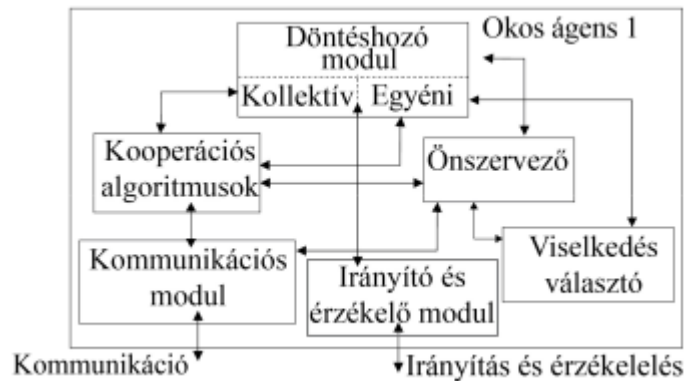 Döntéshozó
modul
Okos ágens 1
Kollektív Egyéni
Kooperációs
algoritmusok
Önszervező
Kommunikációs
modul
Irányító és
érzékelő modul
Viselkedés
választó
Kommunikáció
Irányítás és érzékelelés